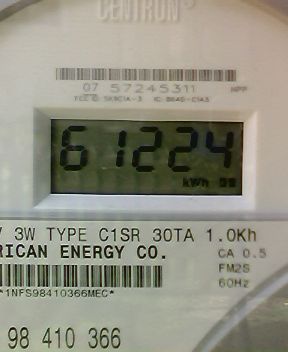 CENTRON®
07 57245311
61224
kWh
3W TYPE C1SR 30TA 1.0Kh
RICAN ENERGY CO.
CA 0.5
FM2S
60Hz
*1NFS98410366MEC*
98 410 366